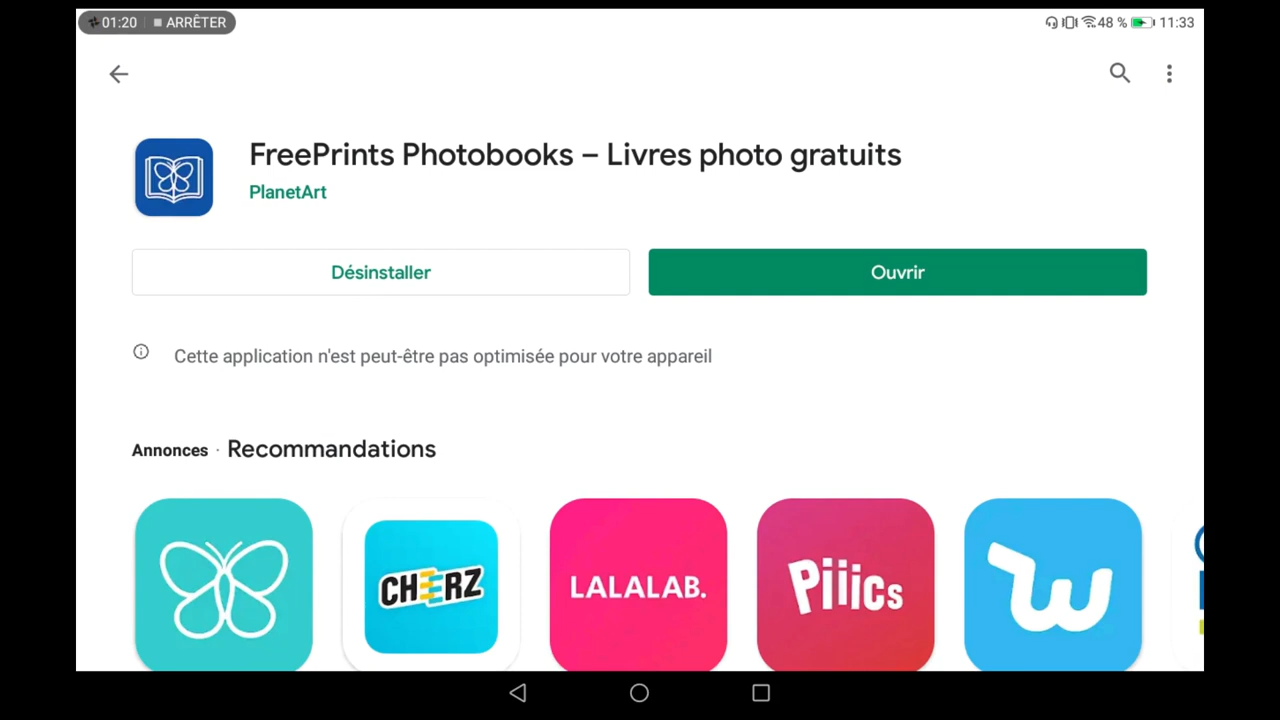 01:20 ARRÊTER
48 % 11:33
FreePrints Photobooks – Livres photo gratuits
PlanetArt
Désinstaller
Ouvrir
Cette application n'est peut-être pas optimisée pour votre appareil
Annonces · Recommandations
CHEERZ
LALALAB.
Pilics
w